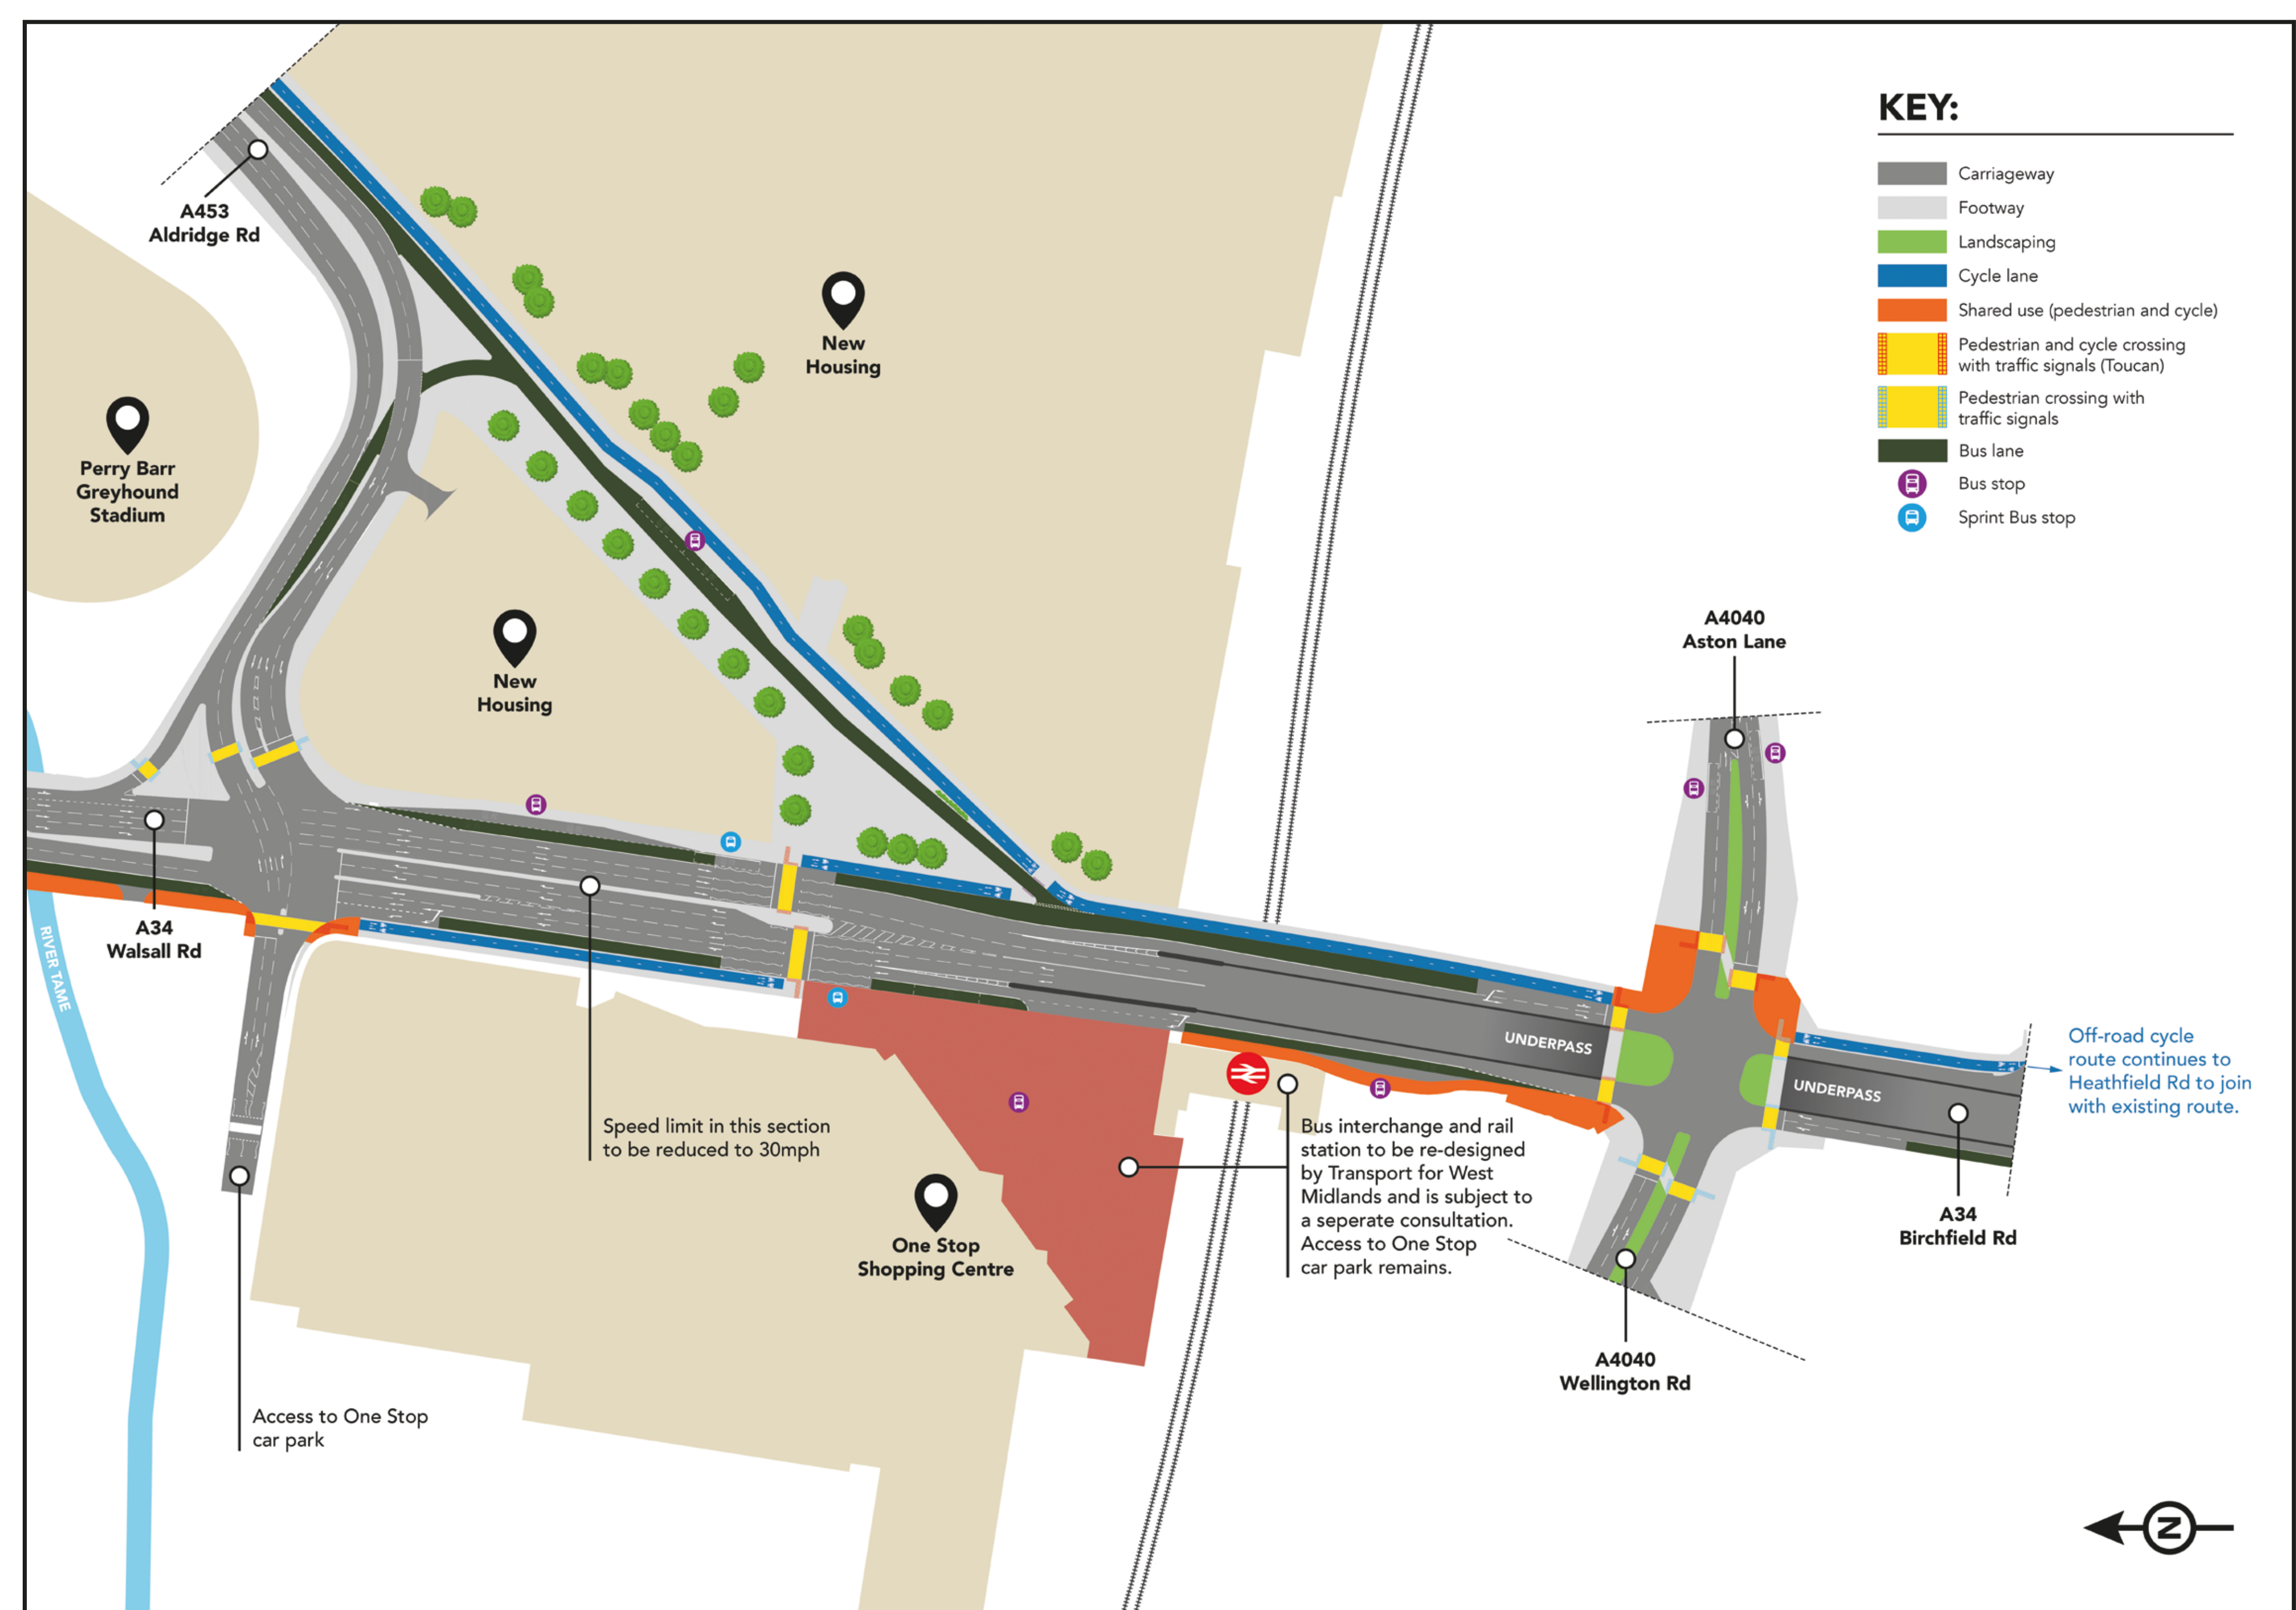 KEY:
Carriageway
Footway
Landscaping
Cycle lane
Shared use (pedestrian and cycle)
Pedestrian and cycle crossing
with traffic signals (Toucan)
Pedestrian crossing with
traffic signals
Bus lane
Bus stop
Sprint Bus stop
A453
Aldridge Rd
New
Housing
Perry Barr
Greyhound
Stadium
New
Housing
A4040
Aston Lane
A34
Walsall Rd
RIVER TAME
UNDERPASS
UNDERPASS
Off-road cycle
route continues to
Heathfield Rd to join
with existing route.
Speed limit in this section
to be reduced to 30mph
Bus interchange and rail
station to be re-designed
by Transport for West
Midlands and is subject to
a seperate consultation.
Access to One Stop
car park remains.
A34
Birchfield Rd
One Stop
Shopping Centre
A4040
Wellington Rd
Access to One Stop
car park
N